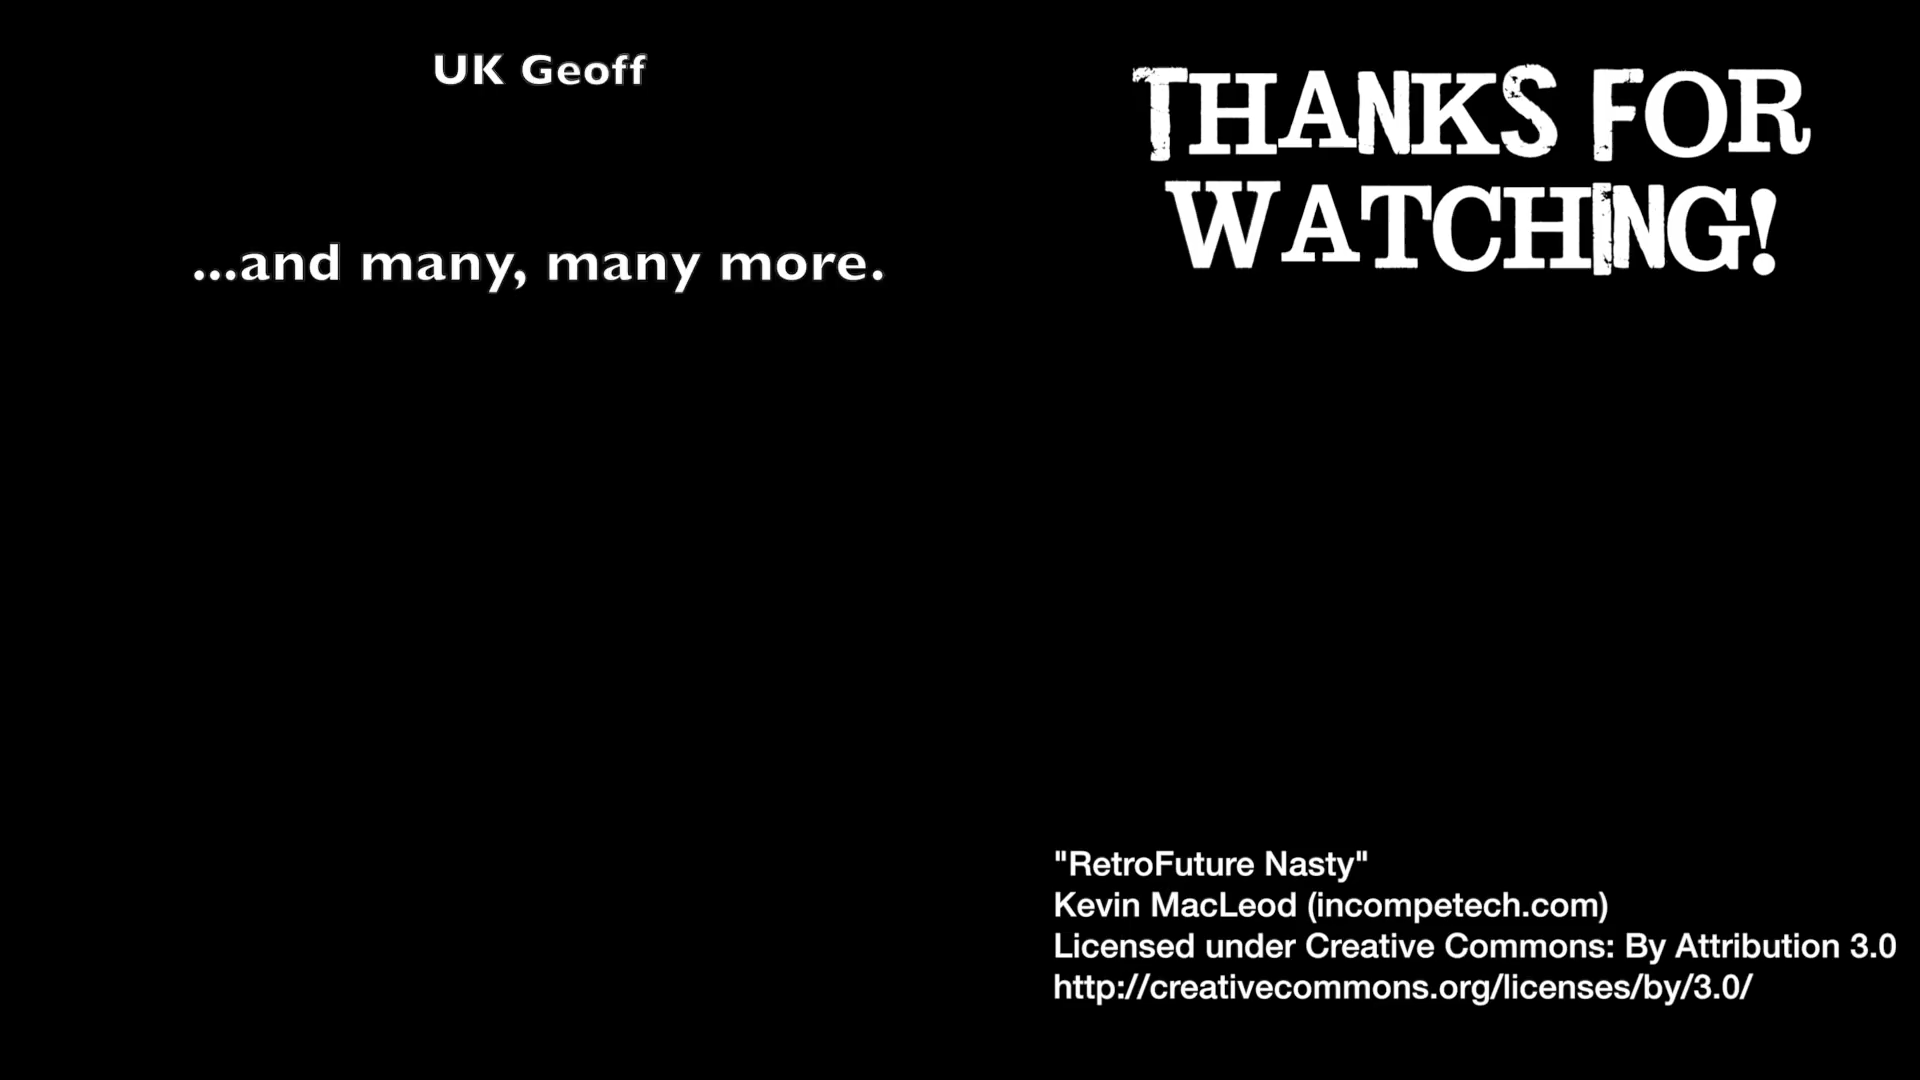 UK Geoff
...and many, many more.
THANKS FOR
WATCHING!
"RetroFuture Nasty"
Kevin MacLeod (incompetech.com)
Licensed under Creative Commons: By Attribution 3.0
http://creativecommons.org/licenses/by/3.0/